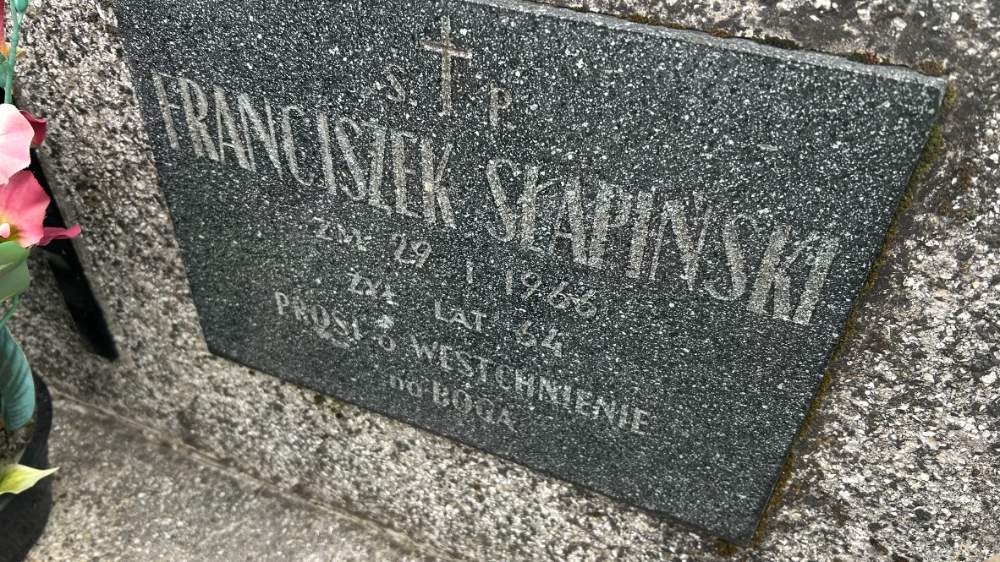 Ś. P.
FRANCISZEK SŁAPIŃSKI
ZM. 29 I 1966
ŻYŁ LAT 64
PROSI O WESTCHNIENIE
DO BOGA